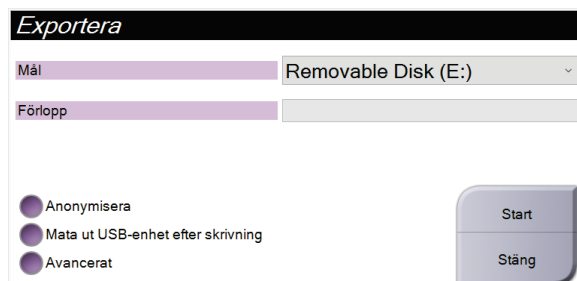 Exportera
Mål
Removable Disk (E:)
Förlopp
Anonymisera
Mata ut USB-enhet efter skrivning
Avancerat
Start
Stäng